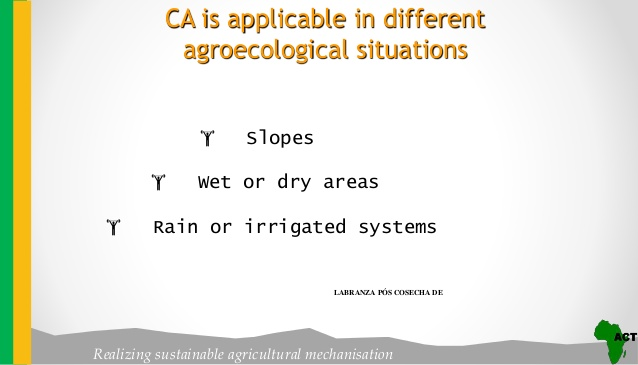 CA is applicable in different
agroecological situations
Slopes
Wet or dry areas
Rain or irrigated systems
LABRANZA PÓS COSECHA DE
Realizing sustainable agricultural mechanisation
ACT